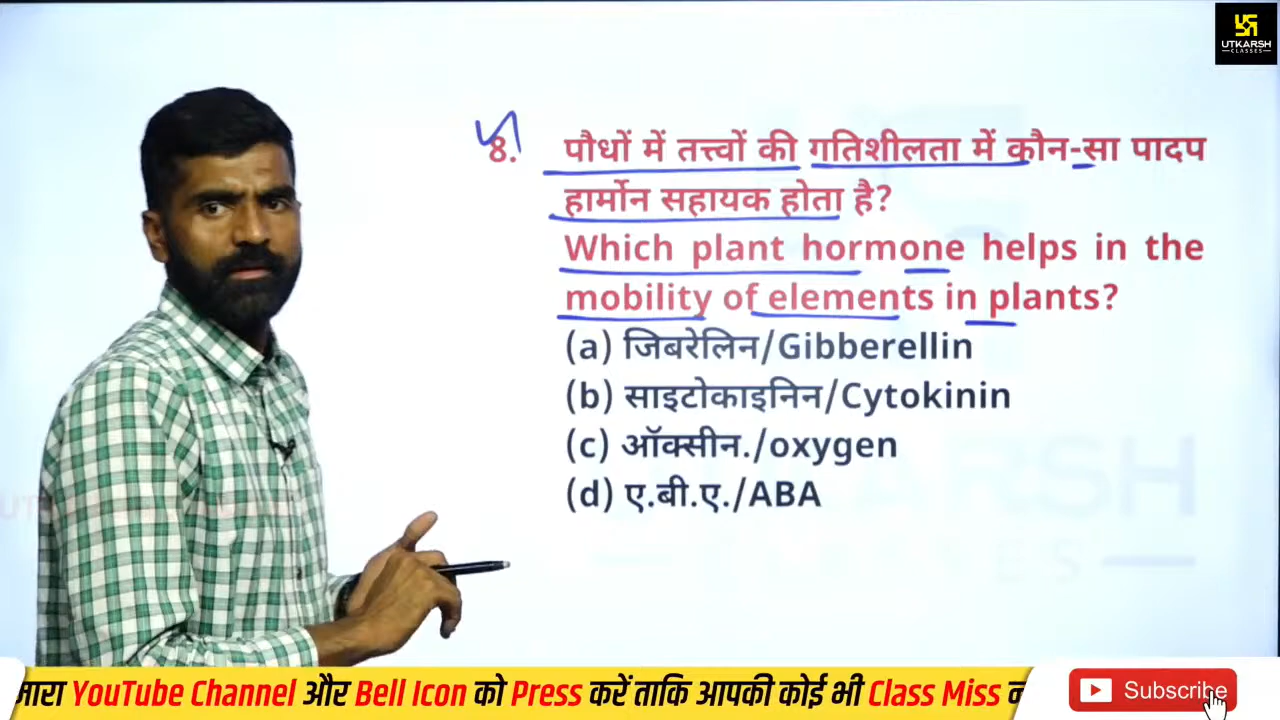 UTKARSH
CLASSES
8. पौधों में तत्त्वों की गतिशीलता में कौन-सा पादप
हार्मोन सहायक होता है?
Which plant hormone helps in the
mobility of elements in plants?
(a) जिबरेलिन/Gibberellin
(b) साइटोकाइनिन/Cytokinin
(c) ऑक्सीन./oxygen
(d) ए.बी.ए./ABA
मारा YouTube Channel और Bell Icon को Press करें ताकि आपकी कोई भी Class Miss न
Subscribe